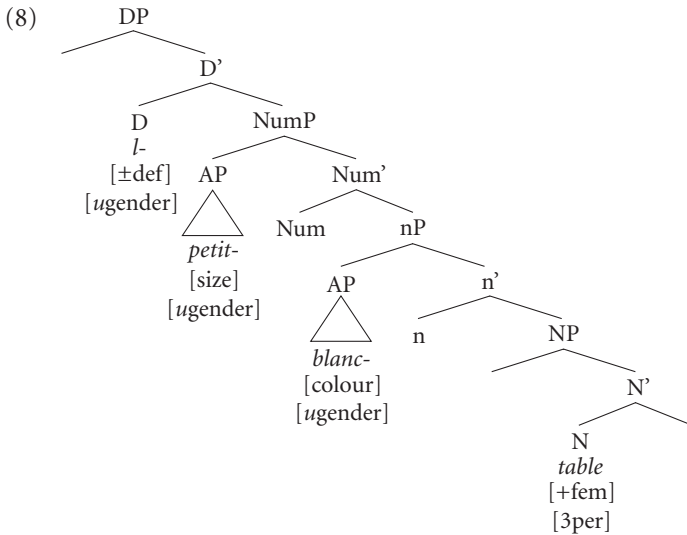 (8) DP
D’
D NumP
l-
[±def] AP Num’
[ugender]
Num nP
petit-
[size] AP n’
[ugender]
n NP
blanc-
[colour] N’
[ugender]
N
table
[+fem]
[3per]